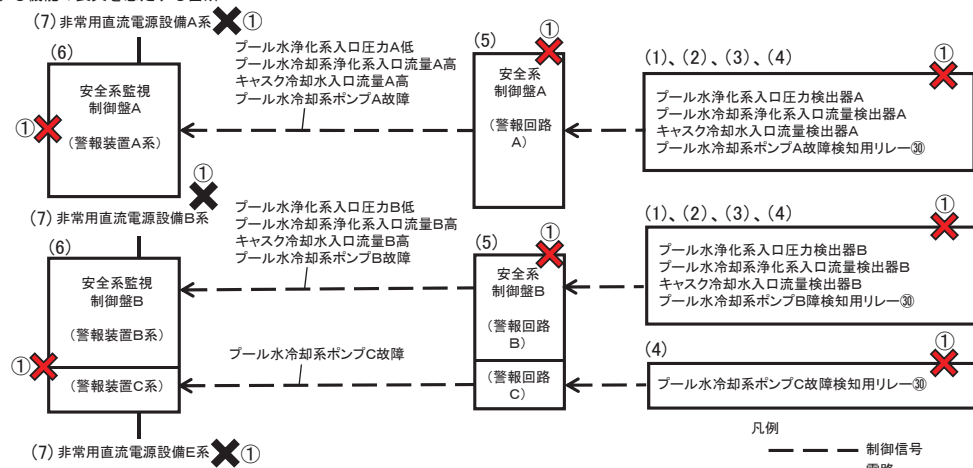 (7) 非常用直流電源設備A系 ①
(6)
安全系監視
制御盤A
(警報装置A系)
①
プール水浄化系入口圧力A低
プール水冷却系浄化系入口流量A高
キャスク冷却水入口流量A高
プール水冷却系ポンプA故障
(5)
①
安全系
制御盤A
(警報回路
A)
(1)、(2)、(3)、(4)
①
プール水浄化系入口圧力検出器A
プール水冷却系浄化系入口流量検出器A
キャスク冷却水入口流量検出器A
プール水冷却系ポンプA故障検知用リレー㉚
①
(7) 非常用直流電源設備B系
(6)
安全系監視
制御盤B
(警報装置B系)
①
(警報装置C系)
プール水浄化系入口圧力B低
プール水冷却系浄化系入口流量B高
キャスク冷却水入口流量B高
プール水冷却系ポンプB故障
プール水冷却系ポンプC故障
(5)
①
安全系
制御盤B
(警報回路
B)
(警報回路
C)
(1)、(2)、(3)、(4)
①
プール水浄化系入口圧力検出器B
プール水冷却系浄化系入口流量検出器B
キャスク冷却水入口流量検出器B
プール水冷却系ポンプB障検知用リレー㉚
(4)
①
プール水冷却系ポンプC故障検知用リレー㉚
(7) 非常用直流電源設備E系 ①
凡例
制御信号